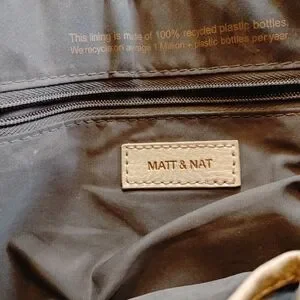 This lining is made of 100% recycled plastic bottles.
We recycle on average 1 Million + plastic bottles per year.
MATT & NAT